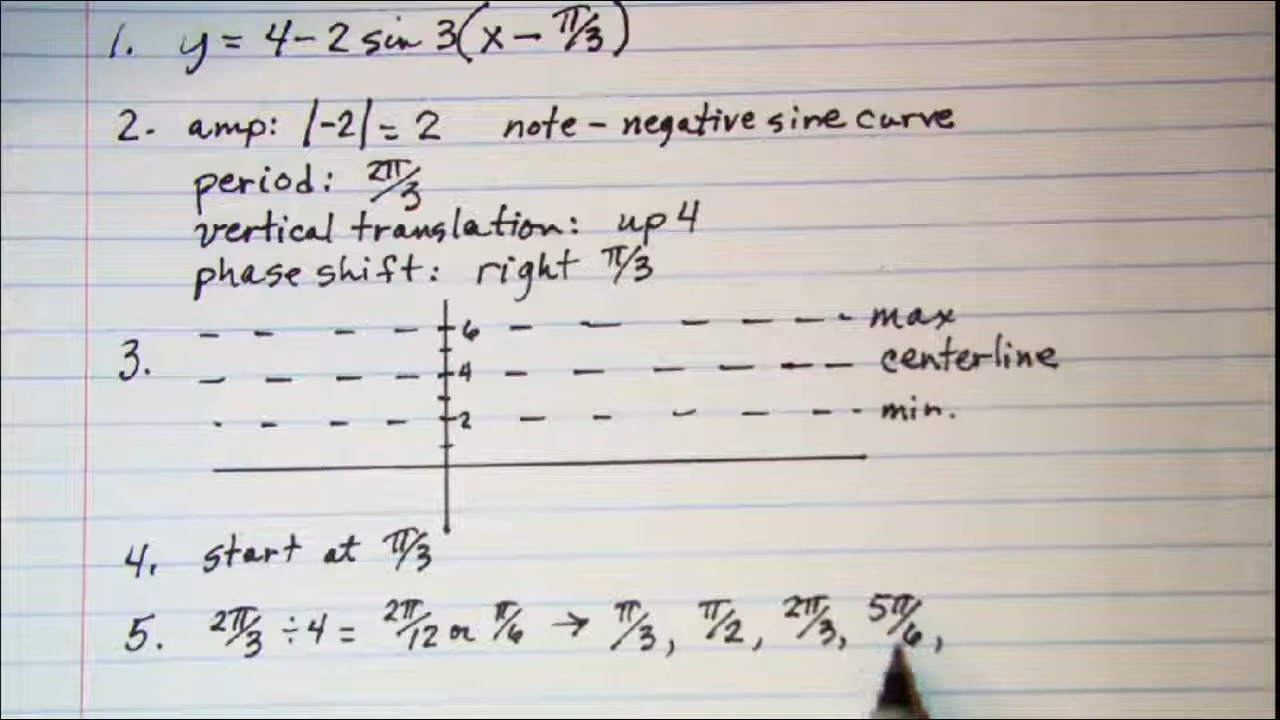 1. y = 4 - 2 sin 3(x - π/3)
2. amp: |-2| = 2 note - negative sine curve
period: 2π/3
vertical translation: up 4
phase shift: right π/3
3.
6 max
4 centerline
2 min.
4. start at π/3
5. 2π/3 ÷ 4 = 2π/12 or π/6 → π/3, π/2, 2π/3, 5π/6,